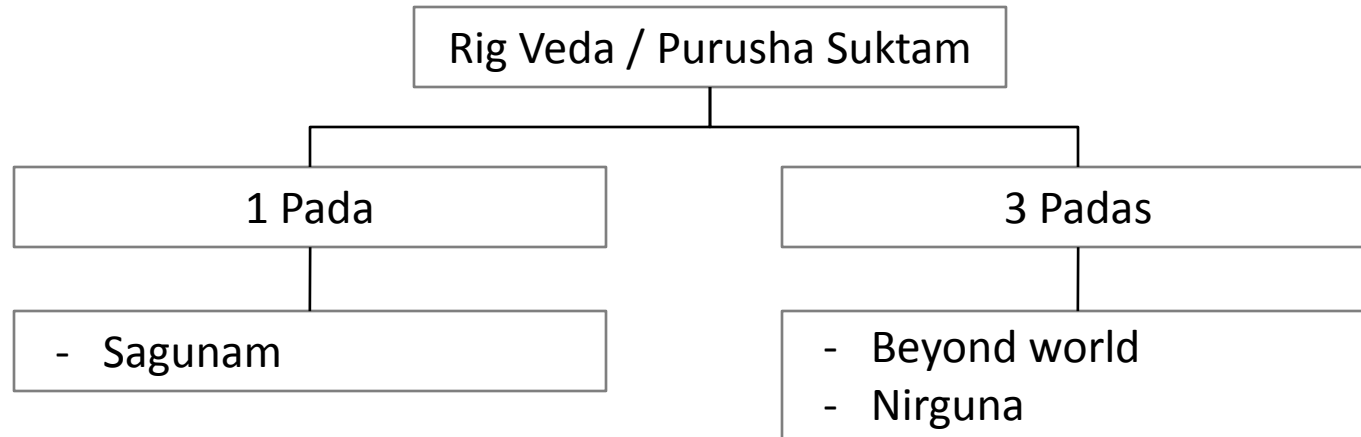 Rig Veda / Purusha Suktam
1 Pada
3 Padas
- Sagunam
- Beyond world
- Nirguna